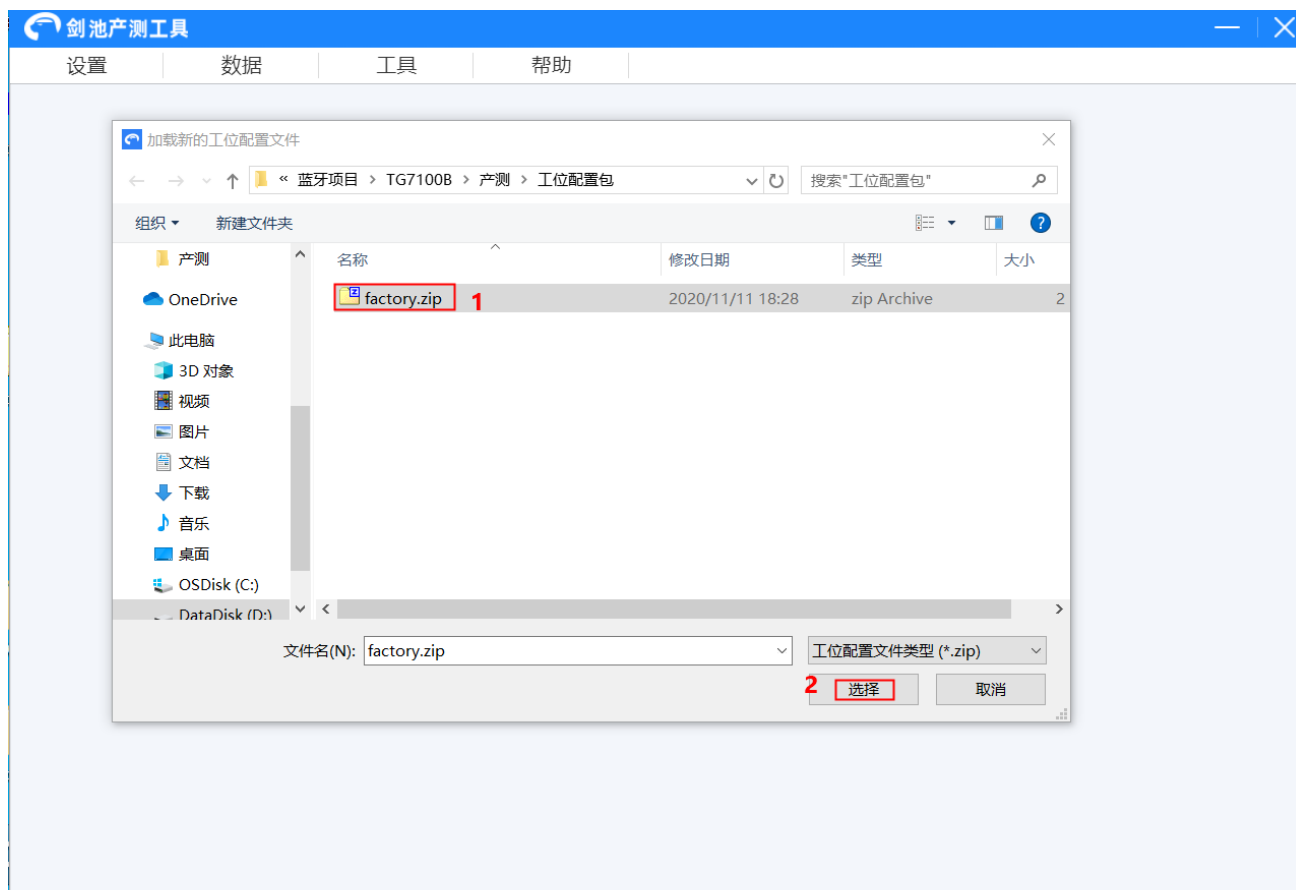 剑池产测工具
设置 数据 工具 帮助
加载新的工位配置文件
« 蓝牙项目 > TG7100B > 产测 > 工位配置包 搜索"工位配置包"
组织 新建文件夹 ?
产测 名称 修改日期 类型 大小
OneDrive factory.zip 1 2020/11/11 18:28 zip Archive 2
此电脑
3D 对象
视频
图片
文档
下载
音乐
桌面
OSDisk (C:)
DataDisk (D:)
文件名(N): factory.zip 工位配置文件类型 (*.zip)
2 选择 取消